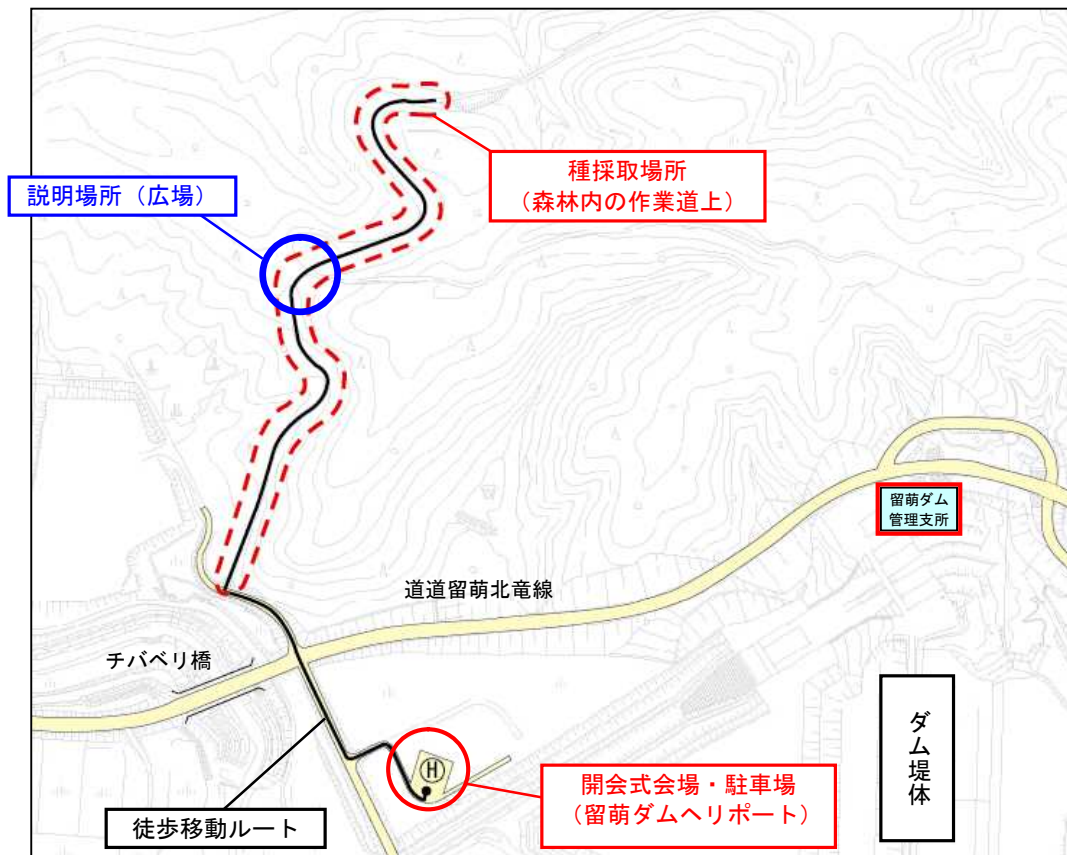 種採取場所
（森林内の作業道上）
説明場所（広場）
留萌ダム
管理支所
道道留萌北竜線
チバベリ橋
ダム堤体
H
開会式会場・駐車場
（留萌ダムヘリポート）
徒歩移動ルート